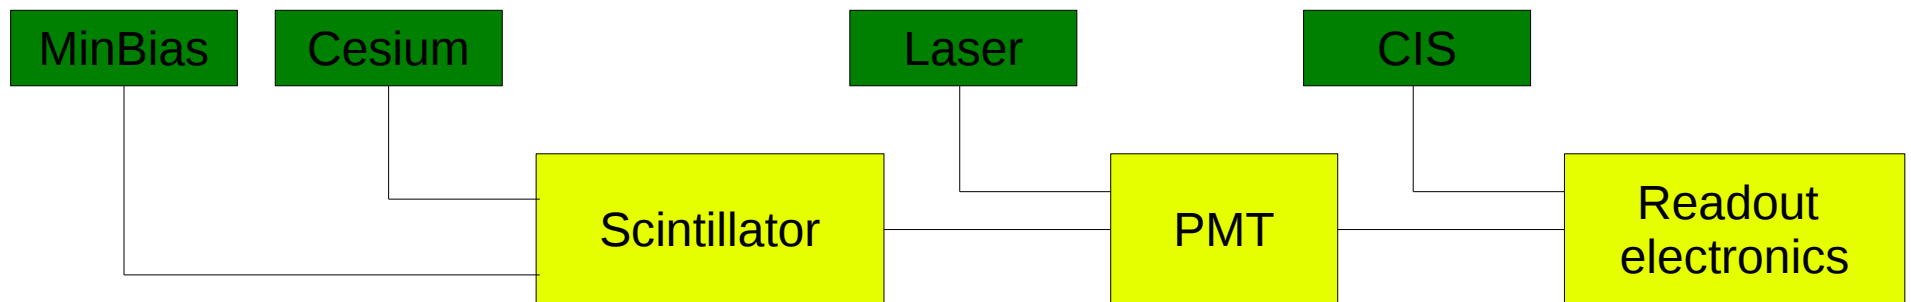 MinBias
Cesium
Laser
CIS
Scintillator
PMT
Readout
electronics